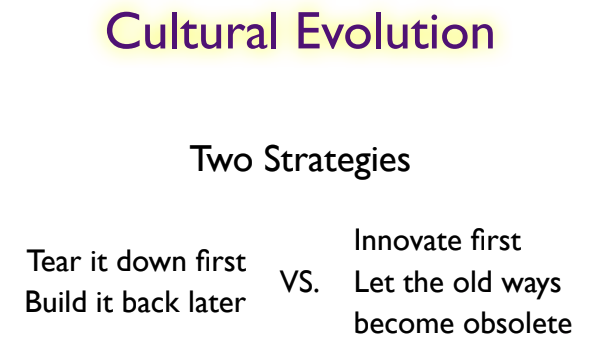 Cultural Evolution
Two Strategies
Tear it down first
Build it back later
VS.
Innovate first
Let the old ways
become obsolete